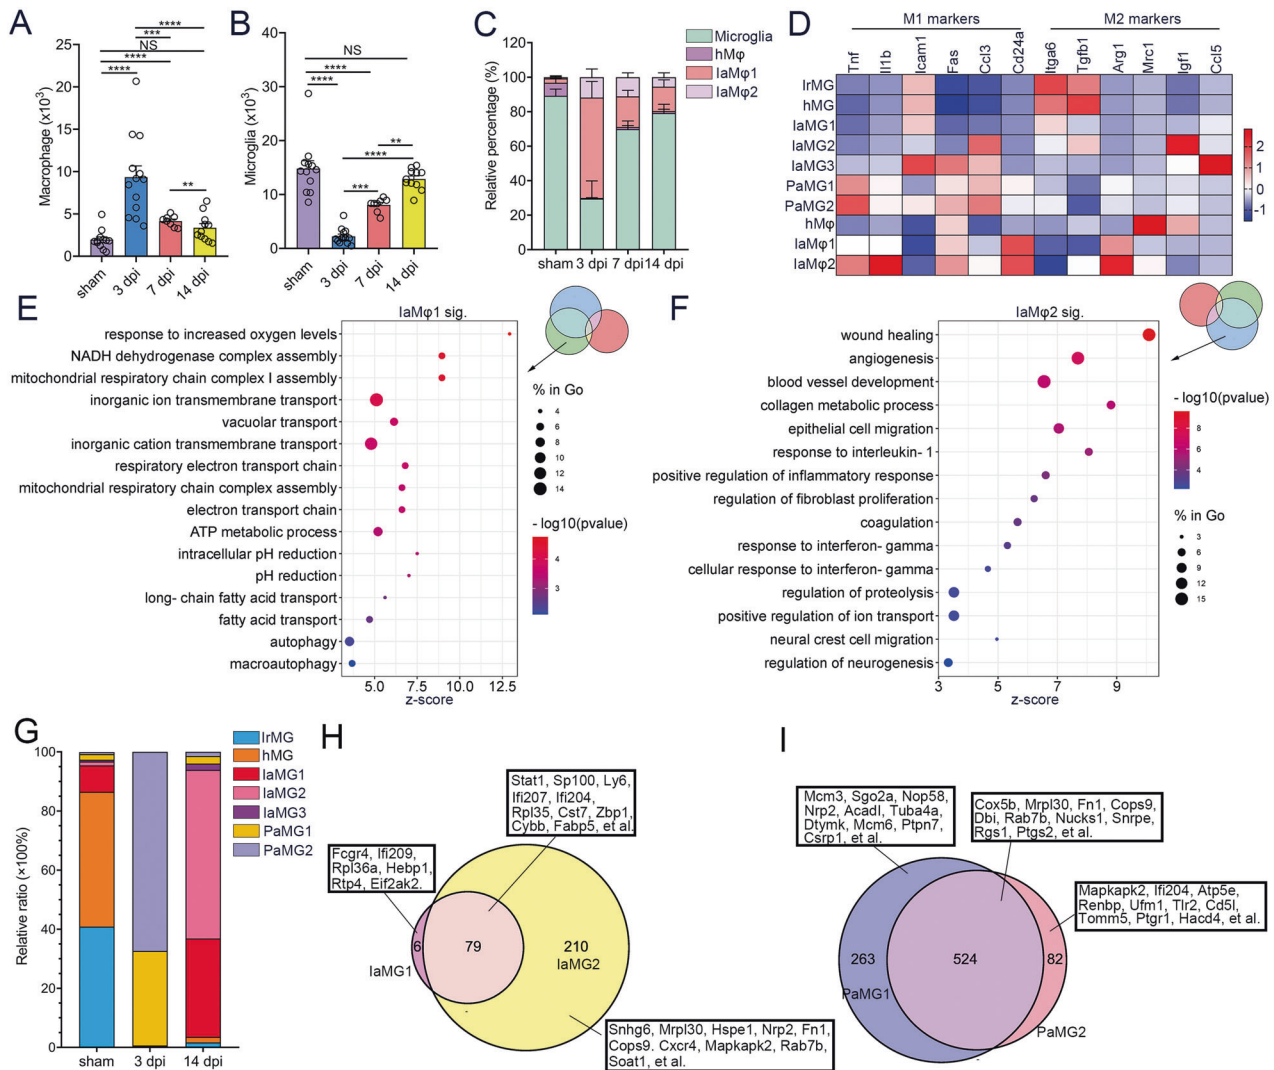 A
****
***
****
NS
****
****
**
Macrophage (×10³)
25
20
15
10
5
0
sham
3 dpi
7 dpi
14 dpi
B
NS
****
****
**
****
***
Microglia (×10³)
40
30
20
10
0
sham
3 dpi
7 dpi
14 dpi
C
Relative percentage (%)
120
100
80
60
40
20
0
sham 3 dpi 7 dpi 14 dpi
Microglia
hMφ
IaMφ1
IaMφ2
D
M1 markers
M2 markers
Tnf
Il1b
Icam1
Fas
Ccl3
Cd24a
Itga6
Tgfb1
Arg1
Mrc1
Igf1
Ccl5
IrMG
hMG
IaMG1
IaMG2
IaMG3
PaMG1
PaMG2
hMφ
IaMφ1
IaMφ2
2
1
0
-1
E
IaMφ1 sig.
response to increased oxygen levels
NADH dehydrogenase complex assembly
mitochondrial respiratory chain complex I assembly
inorganic ion transmembrane transport
vacuolar transport
inorganic cation transmembrane transport
respiratory electron transport chain
mitochondrial respiratory chain complex assembly
electron transport chain
ATP metabolic process
intracellular pH reduction
pH reduction
long- chain fatty acid transport
fatty acid transport
autophagy
macroautophagy
5.0 7.5 10.0 12.5
z-score
% in Go
4
6
8
10
12
14
- log10(pvalue)
4
3
F
IaMφ2 sig.
wound healing
angiogenesis
blood vessel development
collagen metabolic process
epithelial cell migration
response to interleukin- 1
positive regulation of inflammatory response
regulation of fibroblast proliferation
coagulation
response to interferon- gamma
cellular response to interferon- gamma
regulation of proteolysis
positive regulation of ion transport
neural crest cell migration
regulation of neurogenesis
3 5 7 9
z-score
- log10(pvalue)
8
6
4
% in Go
3
6
9
12
15
G
Relative ratio (×100%)
100
80
60
40
20
0
sham 3 dpi 14 dpi
IrMG
hMG
IaMG1
IaMG2
IaMG3
PaMG1
PaMG2
H
Stat1, Sp100, Ly6,
Ifi207, Ifi204,
Rpl35, Cst7, Zbp1,
Cybb, Fabp5, et al.
Fcgr4, Ifi209,
Rpl36a, Hebp1,
Rtp4, Eif2ak2.
6
79
210
IaMG1
IaMG2
Snhg6, Mrpl30, Hspe1, Nrp2, Fn1,
Cops9, Cxcr4, Mapkapk2, Rab7b,
Soat1, et al.
I
Mcm3, Sgo2a, Nop58,
Nrp2, Acadl, Tuba4a,
Dtymk, Mcm6, Ptpn7,
Csrp1, et al.
Cox5b, Mrpl30, Fn1, Cops9,
Dbi, Rab7b, Nucks1, Snrpe,
Rgs1, Ptgs2, et al.
Mapkapk2, Ifi204, Atp5e,
Renbp, Ufm1, Tlr2, Cd5l,
Tomm5, Ptgr1, Hacd4, et al.
263
524
82
PaMG1
PaMG2